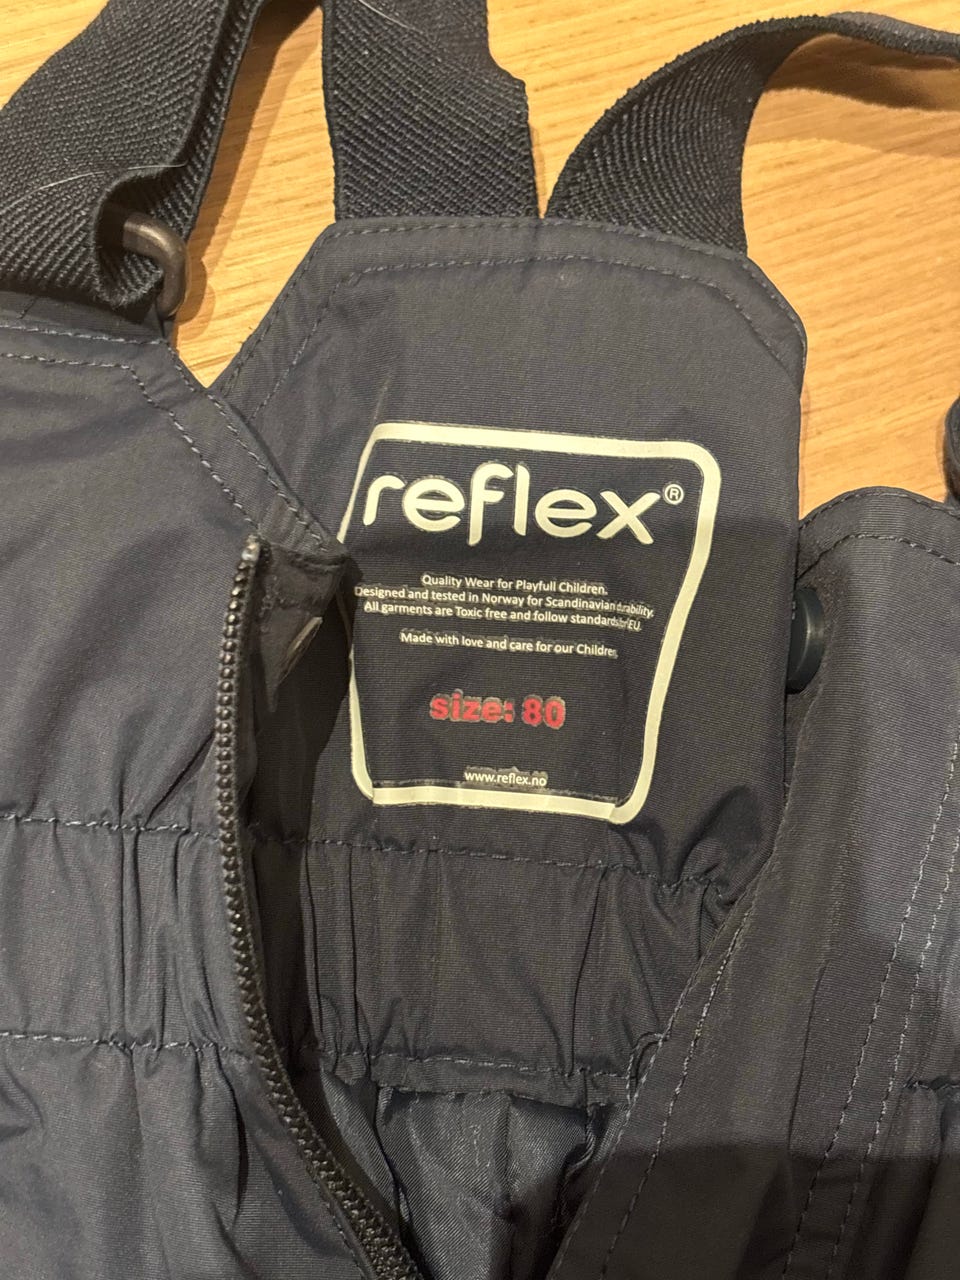 reflex®
Quality Wear for Playfull Children.
Designed and tested in Norway for Scandinavian
All garments are Toxic free and follow standards for EU.
Made with love and care for our Children
size: 80
www.reflex.no